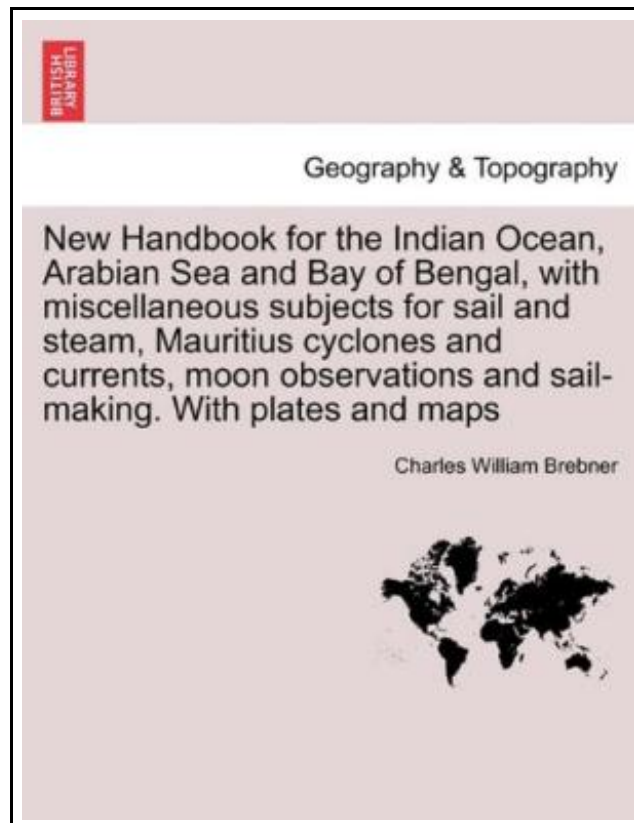 BRITISH
LIBRARY
Geography & Topography
New Handbook for the Indian Ocean,
Arabian Sea and Bay of Bengal, with
miscellaneous subjects for sail and
steam, Mauritius cyclones and
currents, moon observations and sail-
making. With plates and maps
Charles William Brebner